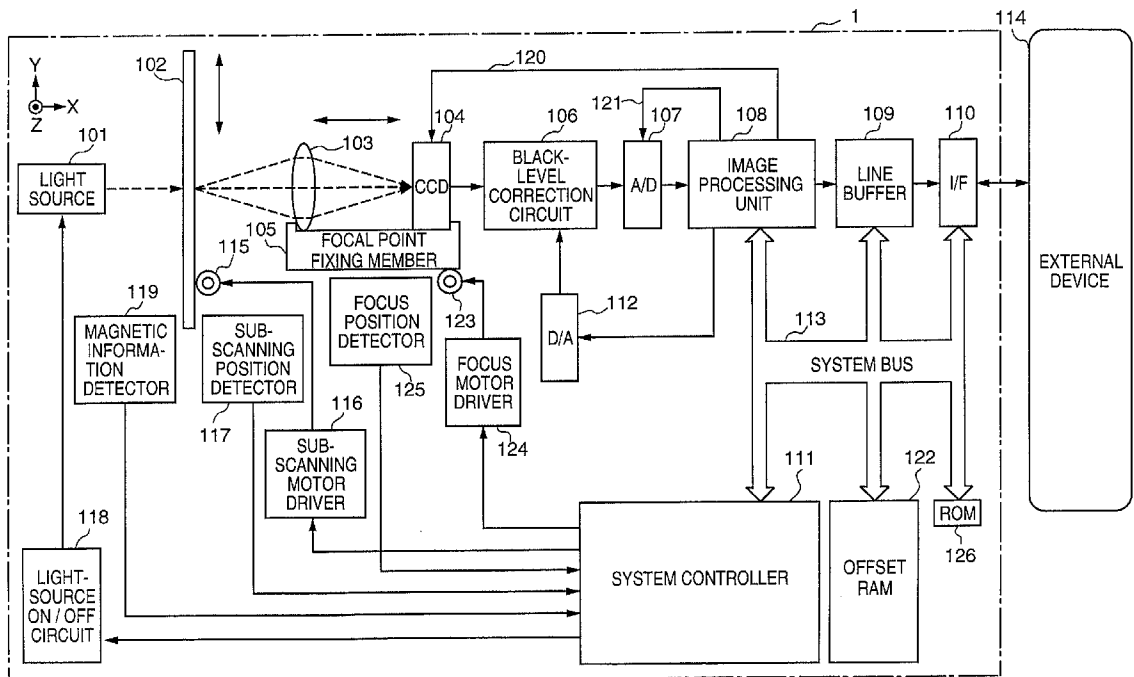 1
114
Y
X
Z
102
120
104
106
121
107
108
109
110
101
103
LIGHT
SOURCE
CCD
BLACK-
LEVEL
CORRECTION
CIRCUIT
A/D
IMAGE
PROCESSING
UNIT
LINE
BUFFER
I/F
EXTERNAL
DEVICE
105
FOCAL POINT
FIXING MEMBER
115
123
112
D/A
119
MAGNETIC
INFORMA-
TION
DETECTOR
SUB-
SCANNING
POSITION
DETECTOR
117
FOCUS
POSITION
DETECTOR
125
FOCUS
MOTOR
DRIVER
124
113
SYSTEM BUS
116
SUB-
SCANNING
MOTOR
DRIVER
111
122
118
LIGHT-
SOURCE
ON / OFF
CIRCUIT
SYSTEM CONTROLLER
OFFSET
RAM
ROM
126